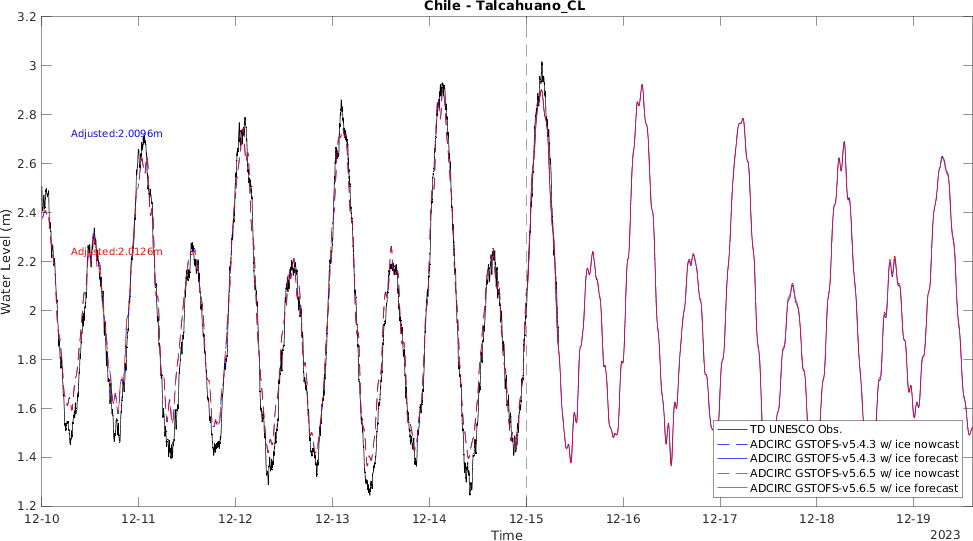 Chile - Talcahuano_CL
3.2
3
2.8
2.6
2.4
2.2
2
1.8
1.6
1.4
1.2
Water Level (m)
Adjusted:2.0096m
Adjusted:2.0126m
TD UNESCO Obs.
ADCIRC GSTOFS-v5.4.3 w/ ice nowcast
ADCIRC GSTOFS-v5.4.3 w/ ice forecast
ADCIRC GSTOFS-v5.6.5 w/ ice nowcast
ADCIRC GSTOFS-v5.6.5 w/ ice forecast
12-10 12-11 12-12 12-13 12-14 12-15 12-16 12-17 12-18 12-19
Time
2023